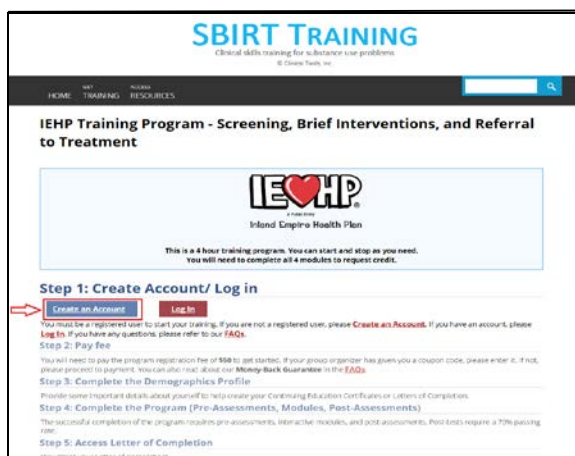 SBIRT TRAINING
Clinical skills training for substance use problems
© Clinical Tools, Inc.
HOME TRAINING RESOURCES
IEHP Training Program - Screening, Brief Interventions, and Referral
to Treatment
IEHP
Inland Empire Health Plan
This is a 4 hour training program. You can start and stop as you need.
You will need to complete all 4 modules to request credit.
Step 1: Create Account/ Log in
Create an Account Log In
You must be a registered user to start your training. If you are not a registered user, please Create an Account. If you have an account, please
Log In. If you have any questions, please refer to our FAQs.
Step 2: Pay fee
You will need to pay the program registration fee of $50 to get started. If your group organizer has given you a coupon code, please enter it. If not,
please proceed to payment. You can also read about our Money-Back Guarantee in the FAQs.
Step 3: Complete the Demographics Profile
Provide some important details about yourself to help create your Continuing Education Certificates or Letters of Completion.
Step 4: Complete the Program (Pre-Assessments, Modules, Post-Assessments)
The successful completion of the program requires pre-assessments, interactive modules, and post-assessments. Post-tests require a 70% passing
rate.
Step 5: Access Letter of Completion